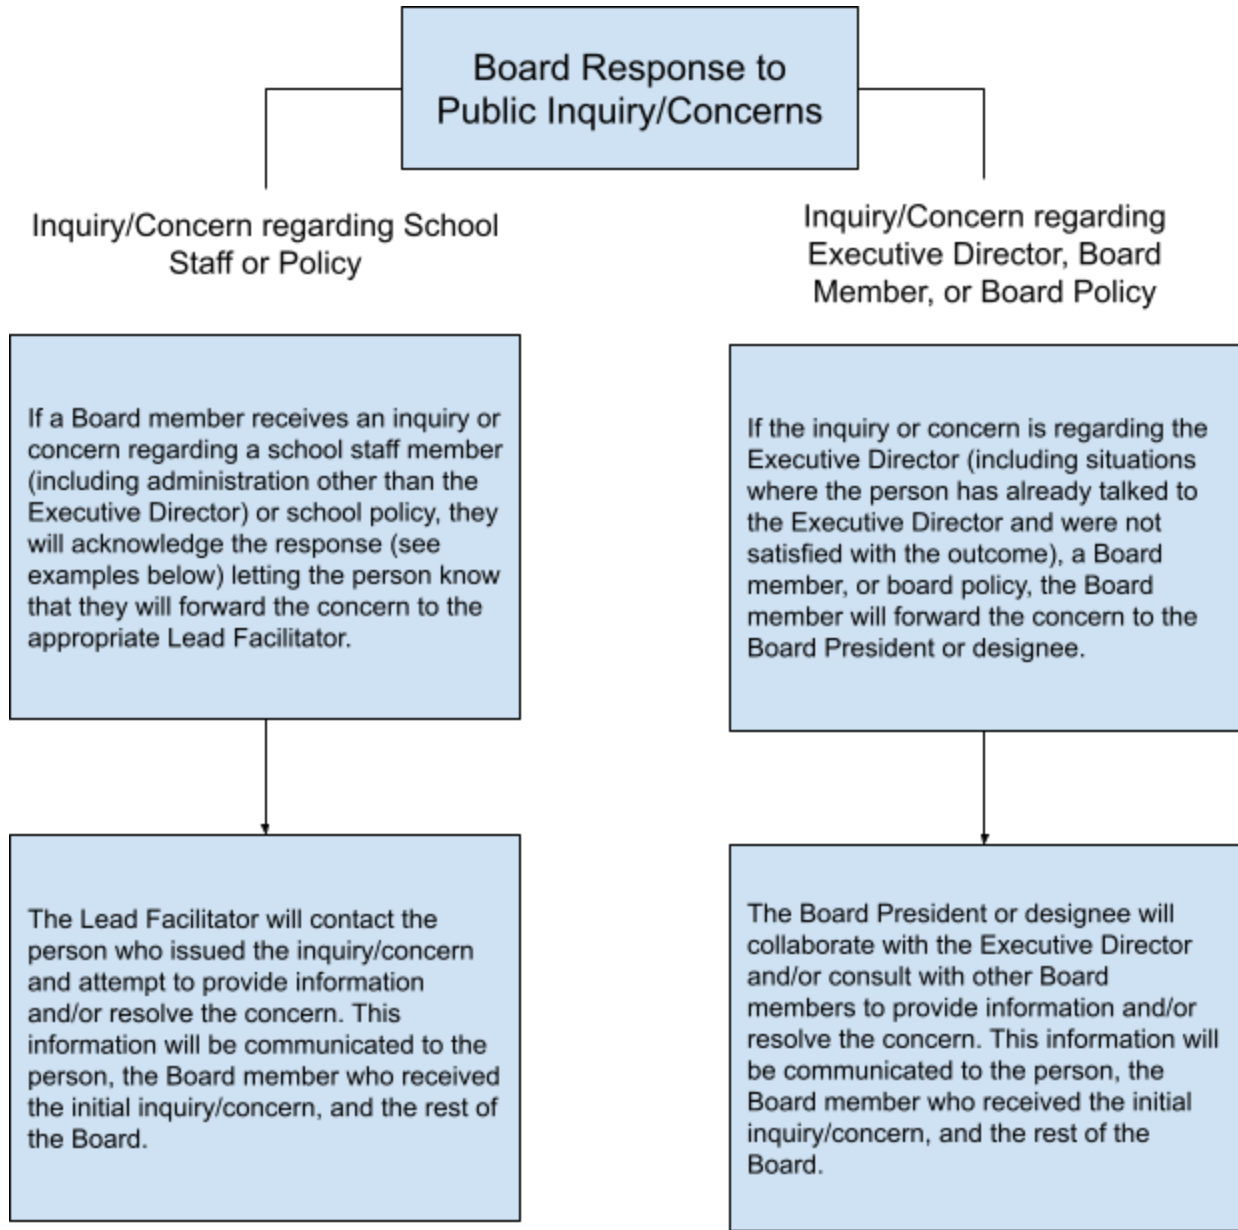 Board Response to
Public Inquiry/Concerns
Inquiry/Concern regarding School
Staff or Policy
If a Board member receives an inquiry or
concern regarding a school staff member
(including administration other than the
Executive Director) or school policy, they
will acknowledge the response (see
examples below) letting the person know
that they will forward the concern to the
appropriate Lead Facilitator.
The Lead Facilitator will contact the
person who issued the inquiry/concern
and attempt to provide information
and/or resolve the concern. This
information will be communicated to the
person, the Board member who received
the initial inquiry/concern, and the rest of
the Board.
Inquiry/Concern regarding
Executive Director, Board
Member, or Board Policy
If the inquiry or concern is regarding the
Executive Director (including situations
where the person has already talked to
the Executive Director and were not
satisfied with the outcome), a Board
member, or board policy, the Board
member will forward the concern to the
Board President or designee.
The Board President or designee will
collaborate with the Executive Director
and/or consult with other Board
members to provide information and/or
resolve the concern. This information will
be communicated to the person, the
Board member who received the initial
inquiry/concern, and the rest of the
Board.